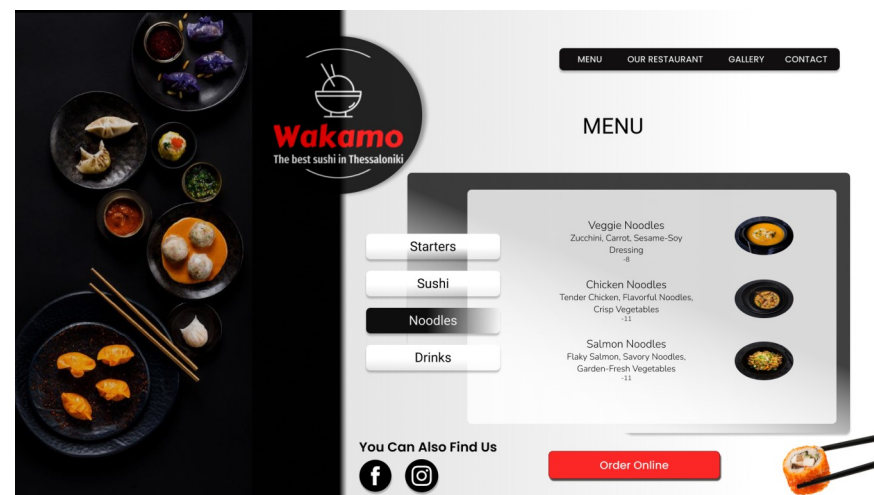 MENU OUR RESTAURANT GALLERY CONTACT
Wakamo
The best sushi in Thessaloniki
MENU
Starters
Sushi
Noodles
Drinks
Veggie Noodles
Zucchini, Carrot, Sesame-Soy
Dressing
-8
Chicken Noodles
Tender Chicken, Flavorful Noodles,
Crisp Vegetables
-11
Salmon Noodles
Flaky Salmon, Savory Noodles,
Garden-Fresh Vegetables
-11
You Can Also Find Us
f
Order Online